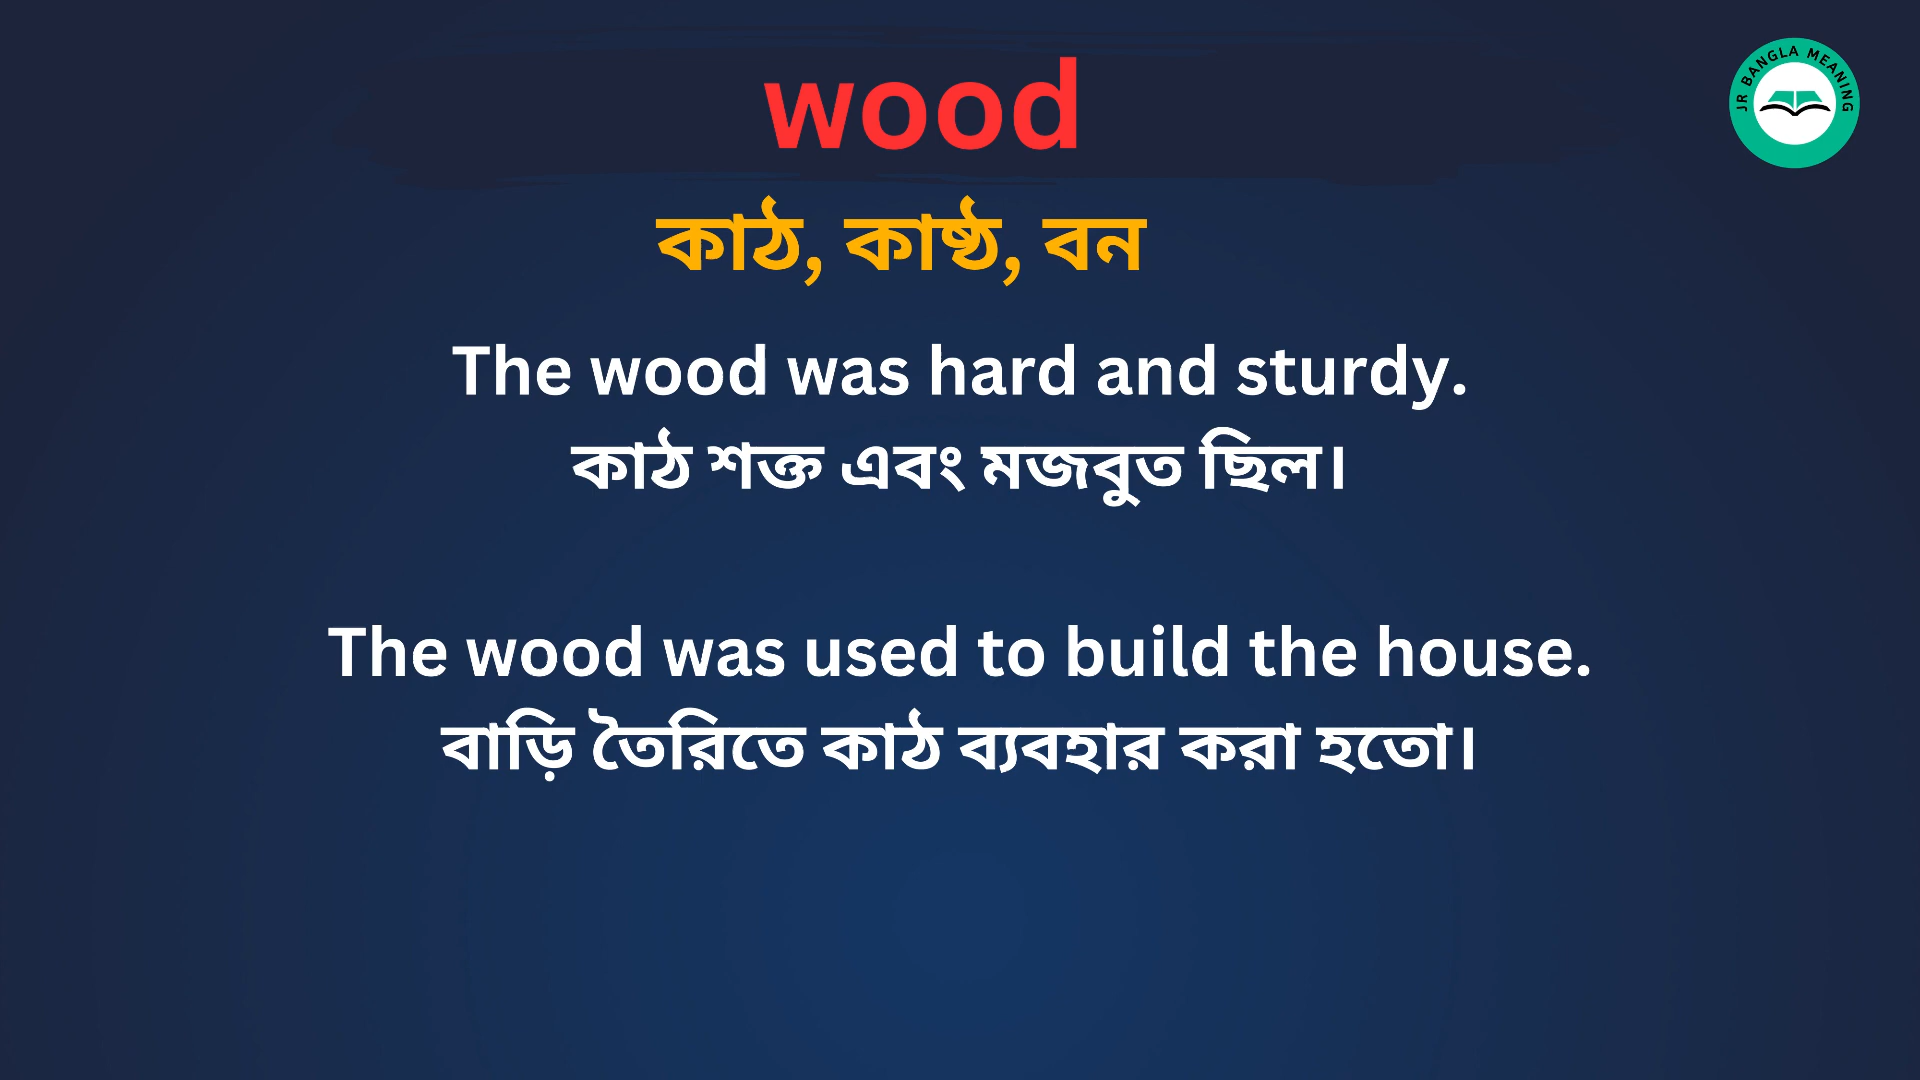 wood
JR BANGLA MEANING
কাঠ, কাষ্ঠ, বন
The wood was hard and sturdy.
কাঠ শক্ত এবং মজবুত ছিল।
The wood was used to build the house.
বাড়ি তৈরিতে কাঠ ব্যবহার করা হতো।